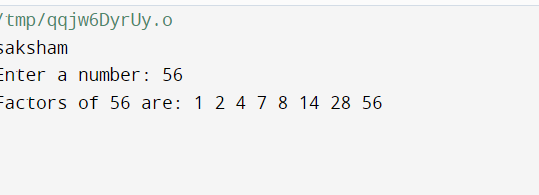 /tmp/qqjw6DyrUy.o
saksham
Enter a number: 56
Factors of 56 are: 1 2 4 7 8 14 28 56